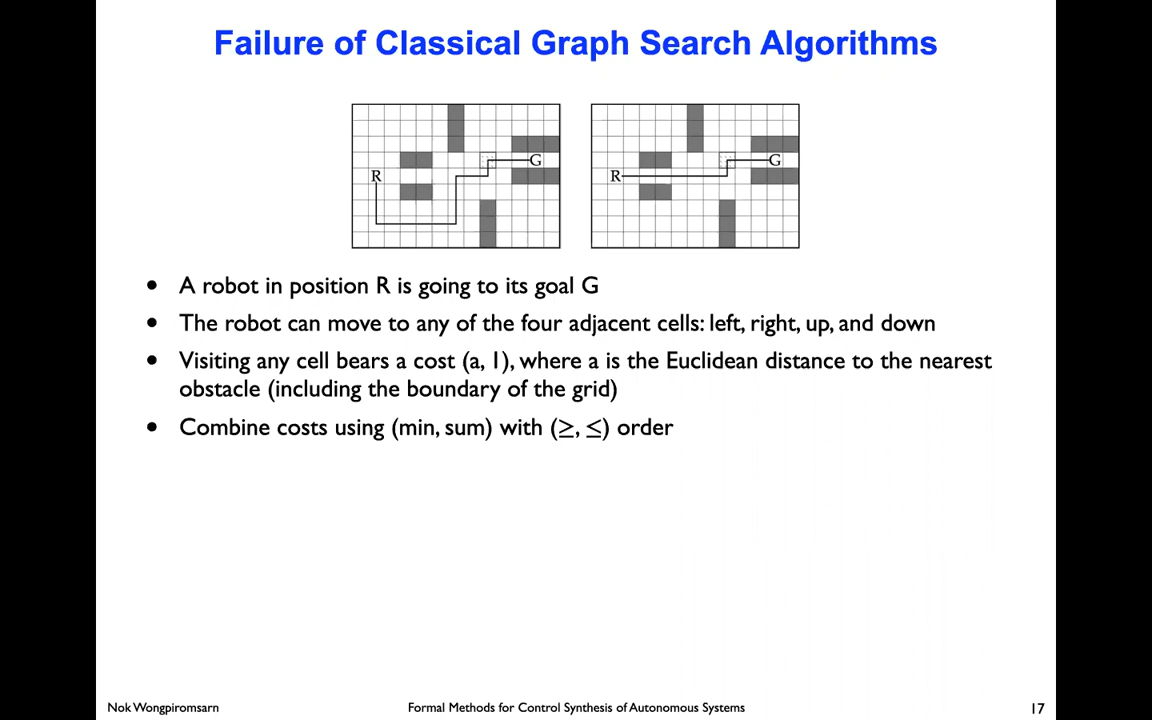 Failure of Classical Graph Search Algorithms
R
G
R
G
• A robot in position R is going to its goal G
• The robot can move to any of the four adjacent cells: left, right, up, and down
• Visiting any cell bears a cost (a, 1), where a is the Euclidean distance to the nearest
obstacle (including the boundary of the grid)
• Combine costs using (min, sum) with (≥, ≤) order
Nok Wongpiromsarn
Formal Methods for Control Synthesis of Autonomous Systems
17